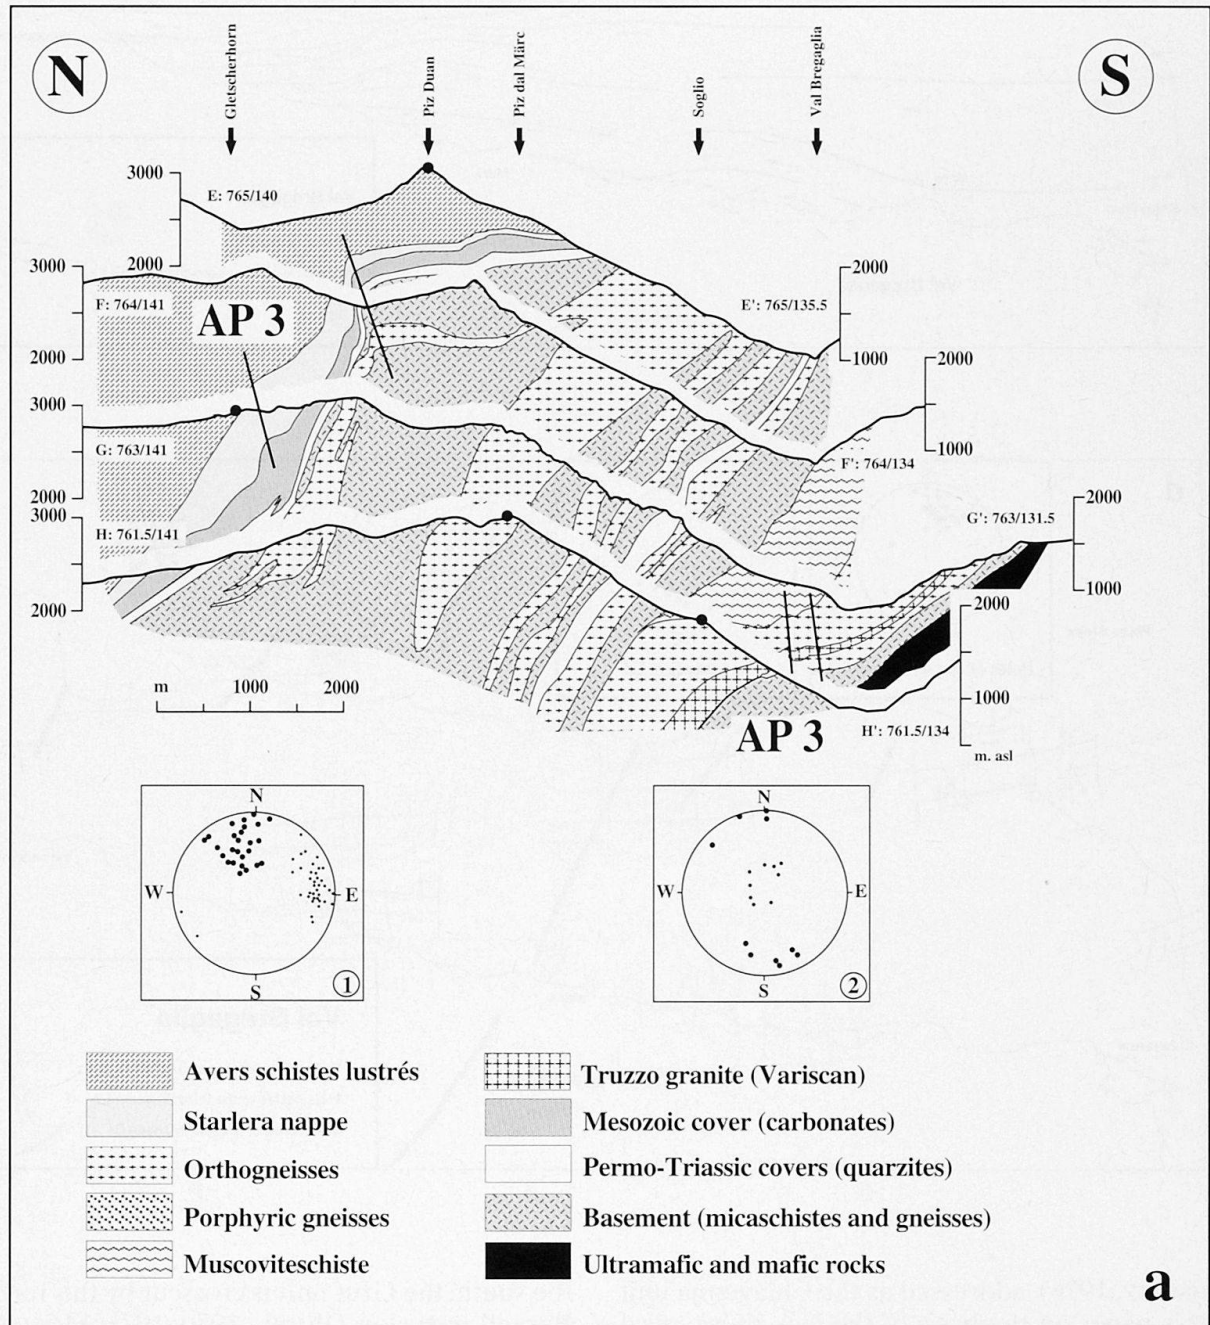 N
S
Gletscherhorn
Piz Duan
Piz dal Märc
Soglio
Val Bregaglia
3000
E: 765/140
2000
3000
F: 764/141
AP 3
2000
2000
E': 765/135.5
1000
2000
3000
G: 763/141
1000
F': 764/134
2000
3000
H: 761.5/141
2000
G': 763/131.5
1000
2000
2000
m 1000 2000
1000
AP 3
H': 761.5/134
m. asl
N
W E
S
1
N
W E
S
2
Avers schistes lustrés
Starlera nappe
Orthogneisses
Porphyric gneisses
Muscoviteschiste
Truzzo granite (Variscan)
Mesozoic cover (carbonates)
Permo-Triassic covers (quarzites)
Basement (micaschistes and gneisses)
Ultramafic and mafic rocks
a